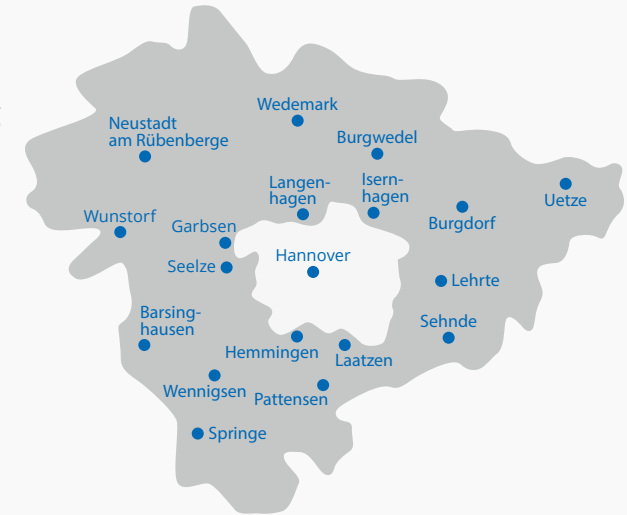 Wedemark
Neustadt
am Rübenberge
Burgwedel
Langen-
hagen
Isern-
hagen
Uetze
Wunstorf
Garbsen
Burgdorf
Seelze
Hannover
Lehrte
Barsing-
hausen
Sehnde
Hemmingen
Laatzen
Wennigsen
Pattensen
Springe